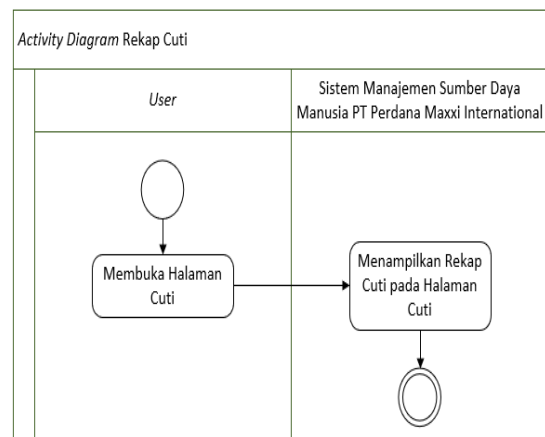 Activity Diagram Rekap Cuti
User
Sistem Manajemen Sumber Daya
Manusia PT Perdana Maxxi International
Membuka Halaman
Cuti
Menampilkan Rekap
Cuti pada Halaman
Cuti